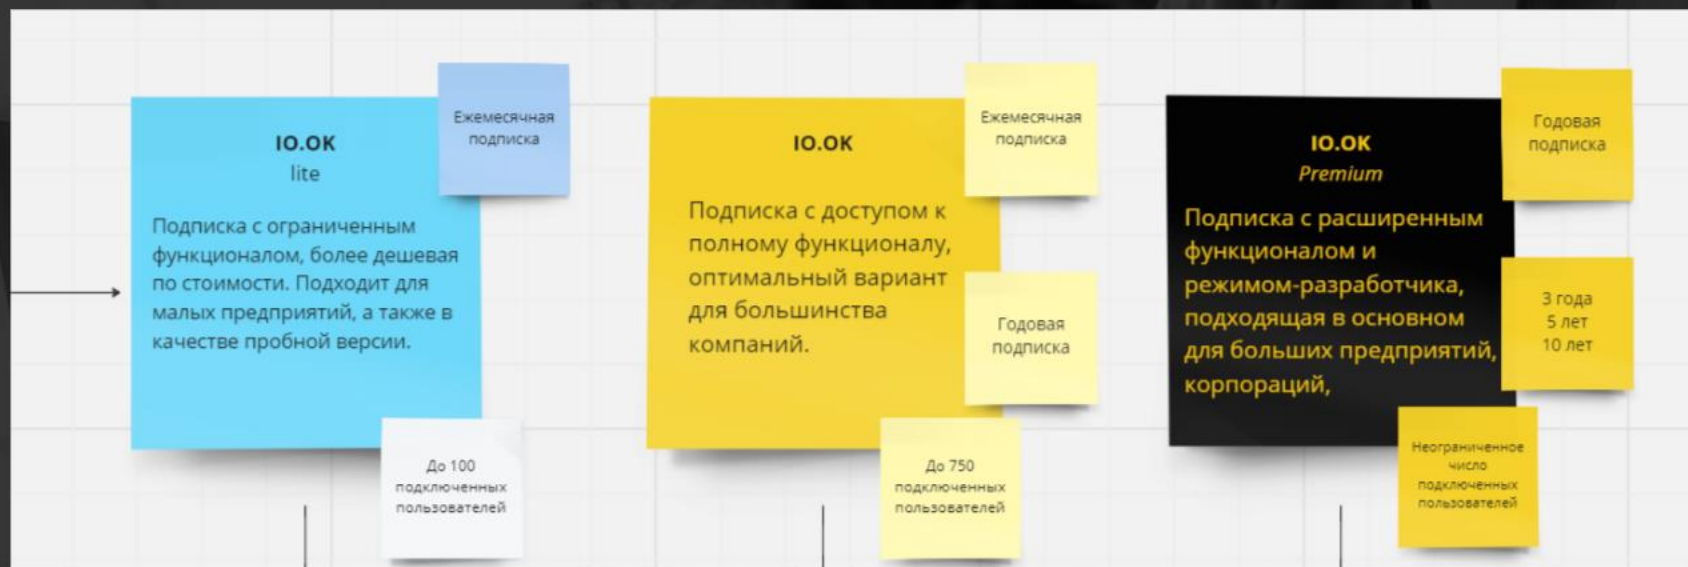 IO.OK
lite
Подписка с ограниченным
функционалом, более дешевая
по стоимости. Подходит для
малых предприятий, а также в
качестве пробной версии.
Ежемесячная
подписка
До 100
подключенных
пользователей
IO.OK
Подписка с доступом к
полному функционалу,
оптимальный вариант
для большинства
компаний.
Ежемесячная
подписка
Годовая
подписка
До 750
подключенных
пользователей
IO.OK
Premium
Подписка с расширенным
функционалом и
режимом-разработчика,
подходящая в основном
для больших предприятий,
корпораций,
Годовая
подписка
3 года
5 лет
10 лет
Неограниченное
число
подключенных
пользователей